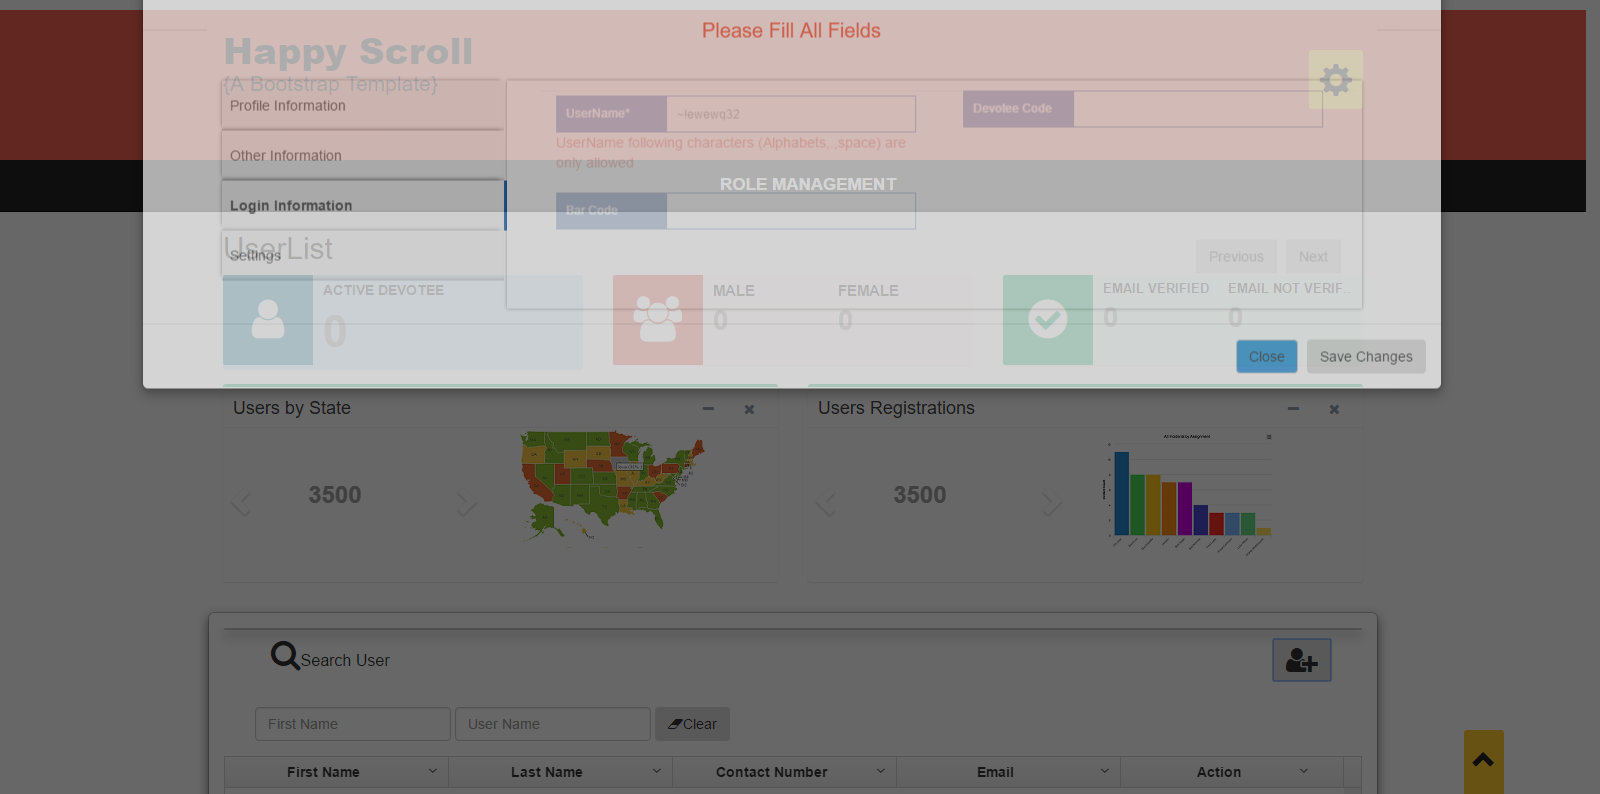 Please Fill All Fields
Happy Scroll
{A Bootstrap Template}
Profile Information
Other Information
Login Information
Settings
UserName*
~lewewq32
Devotee Code
UserName following characters (Alphabets,.,space) are
only allowed
ROLE MANAGEMENT
Bar Code
Previous
Next
UserList
ACTIVE DEVOTEE
0
MALE
0
FEMALE
0
EMAIL VERIFIED
0
EMAIL NOT VERIF..
0
Close
Save Changes
Users by State
3500
Users Registrations
3500
Search User
First Name
User Name
Clear
First Name
Last Name
Contact Number
Email
Action